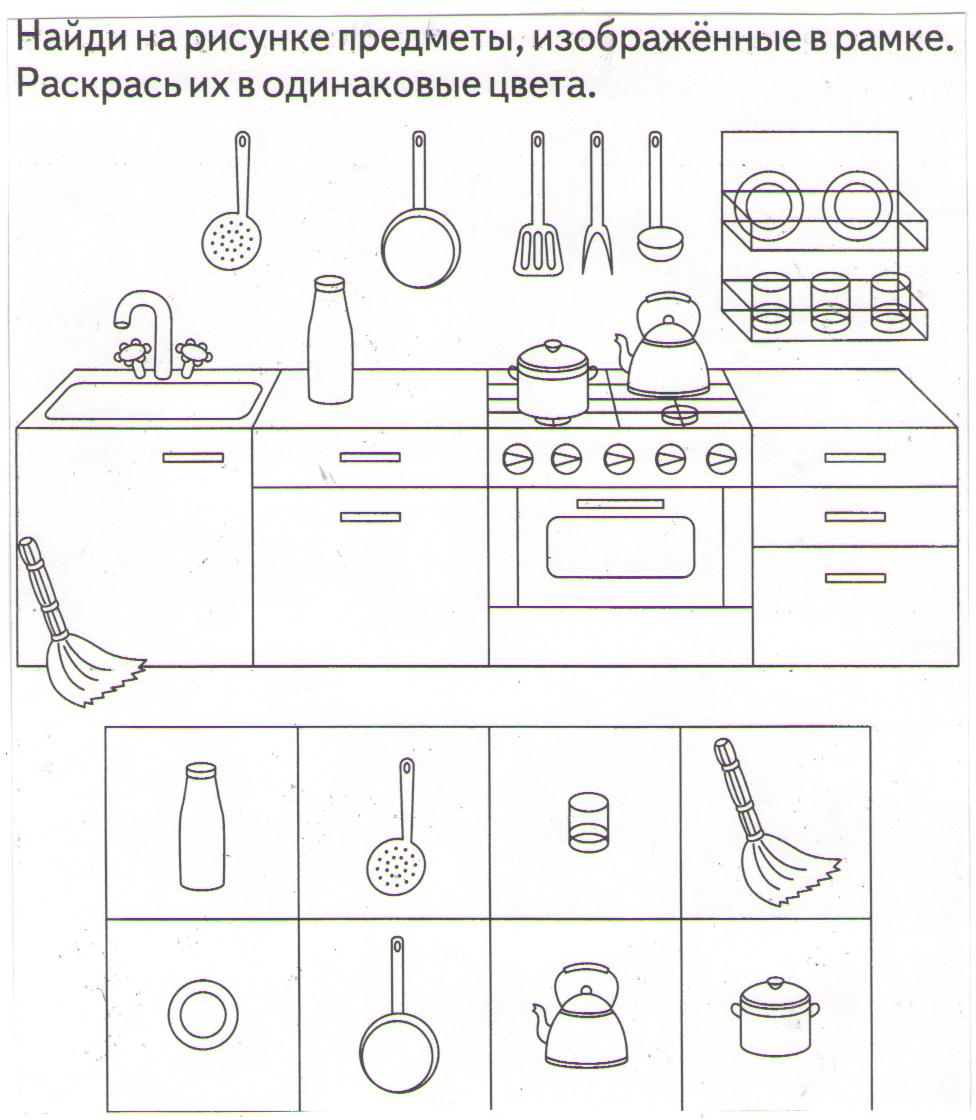 Найди на рисунке предметы, изображённые в рамке.
Раскрась их в одинаковые цвета.